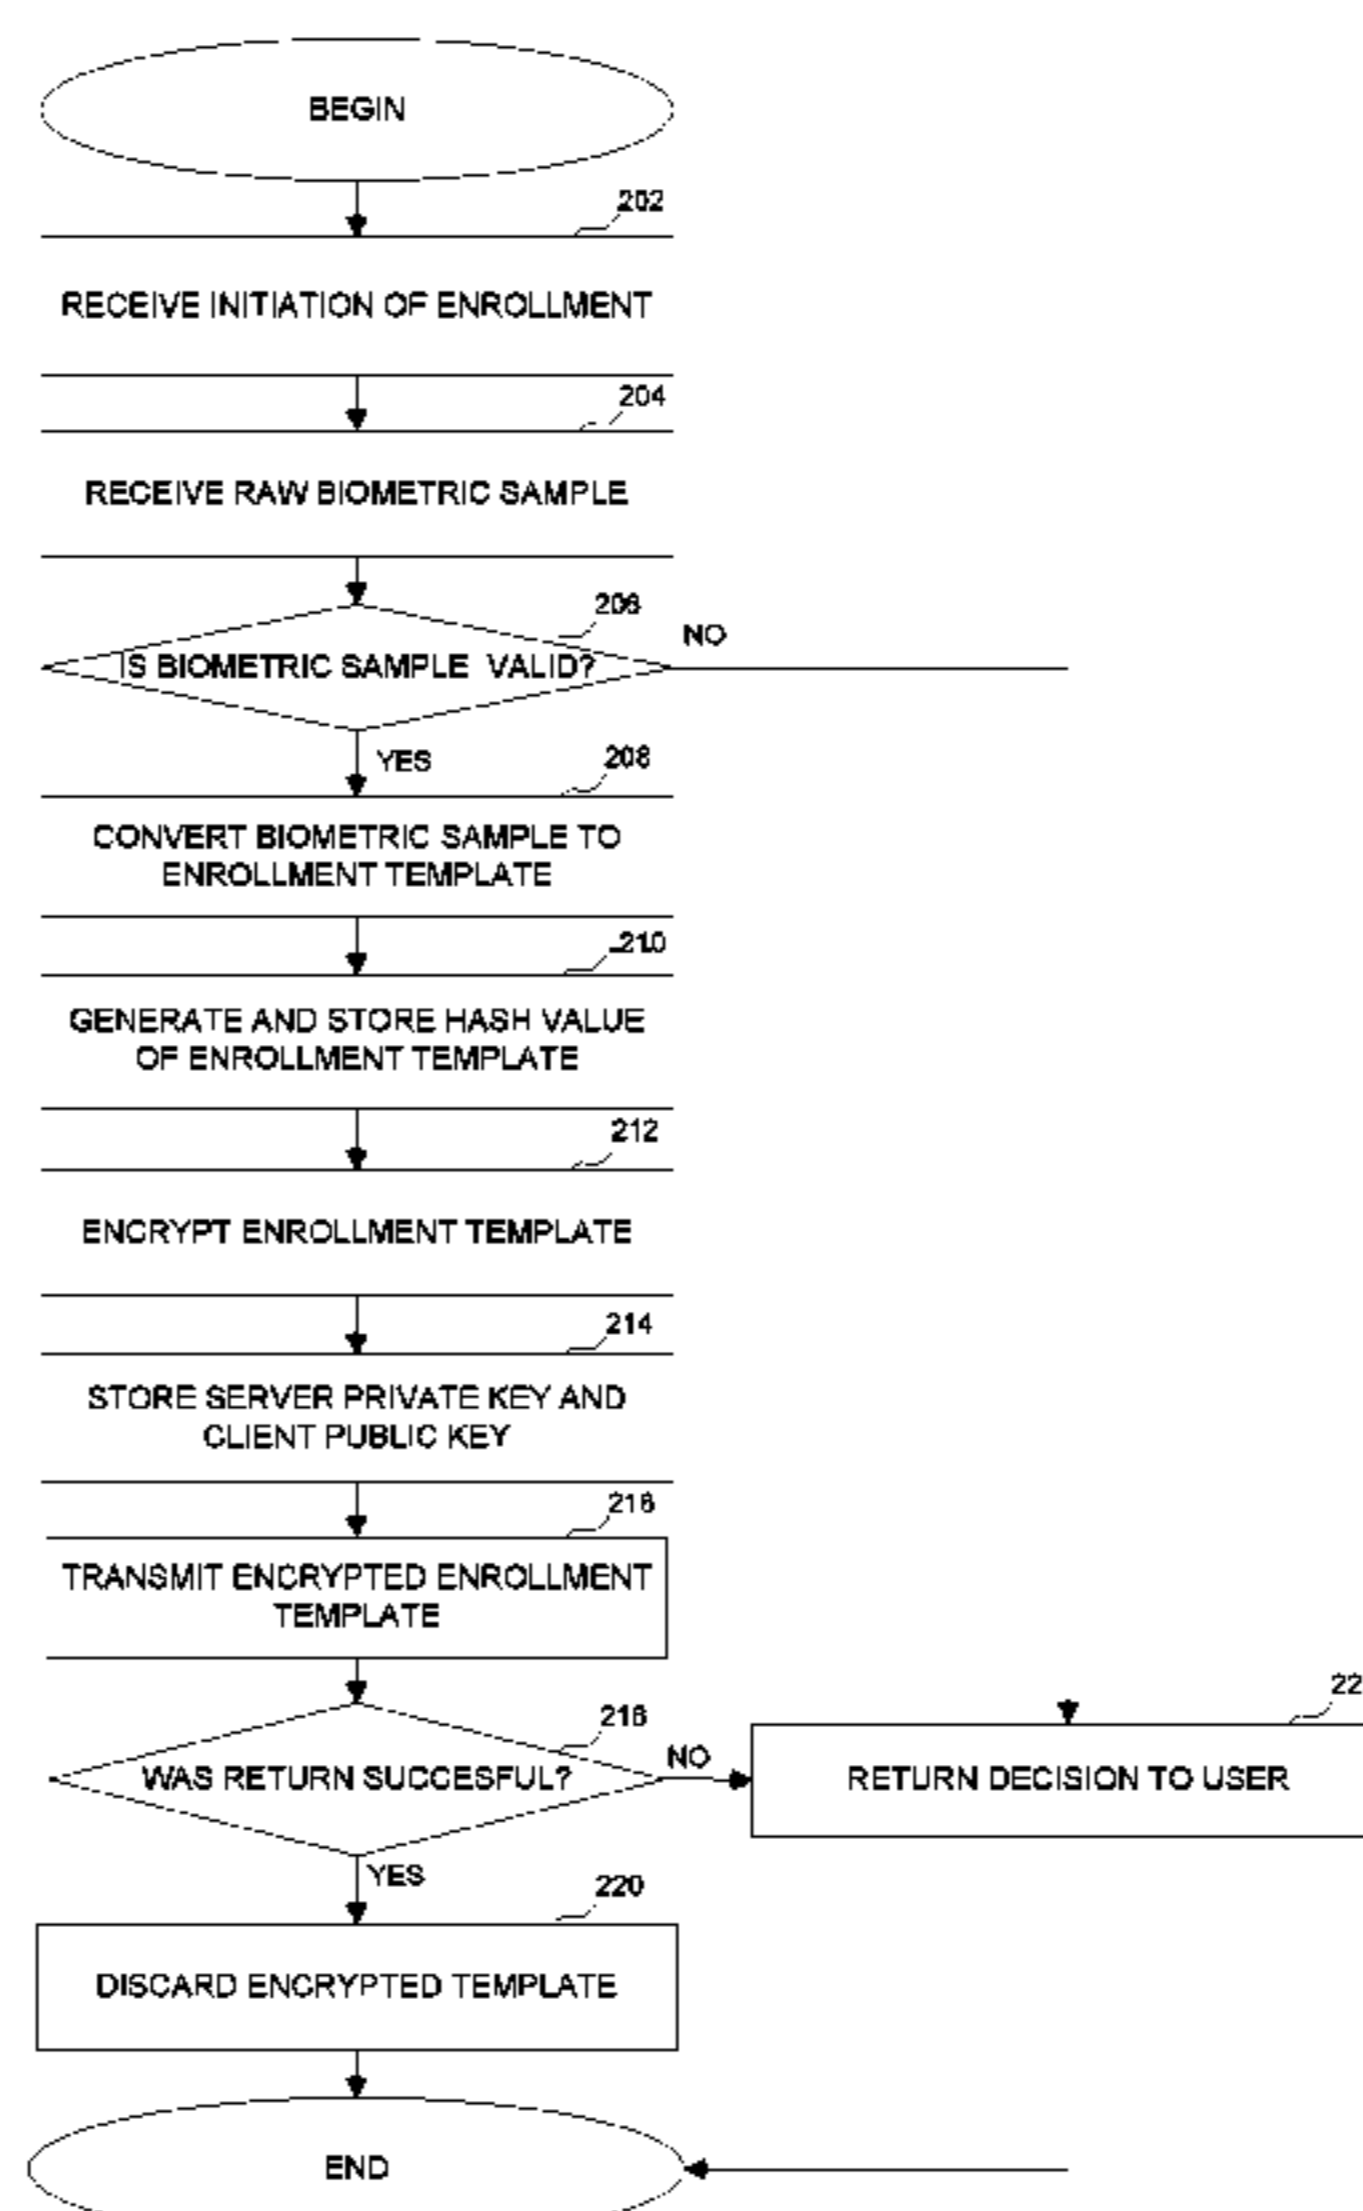 BEGIN
202
RECEIVE INITIATION OF ENROLLMENT
204
RECEIVE RAW BIOMETRIC SAMPLE
206
NO
IS BIOMETRIC SAMPLE VALID?
YES
208
CONVERT BIOMETRIC SAMPLE TO
ENROLLMENT TEMPLATE
210
GENERATE AND STORE HASH VALUE
OF ENROLLMENT TEMPLATE
212
ENCRYPT ENROLLMENT TEMPLATE
214
STORE SERVER PRIVATE KEY AND
CLIENT PUBLIC KEY
216
TRANSMIT ENCRYPTED ENROLLMENT
TEMPLATE
218
WAS RETURN SUCCESFUL?
NO
22
RETURN DECISION TO USER
YES
220
DISCARD ENCRYPTED TEMPLATE
END